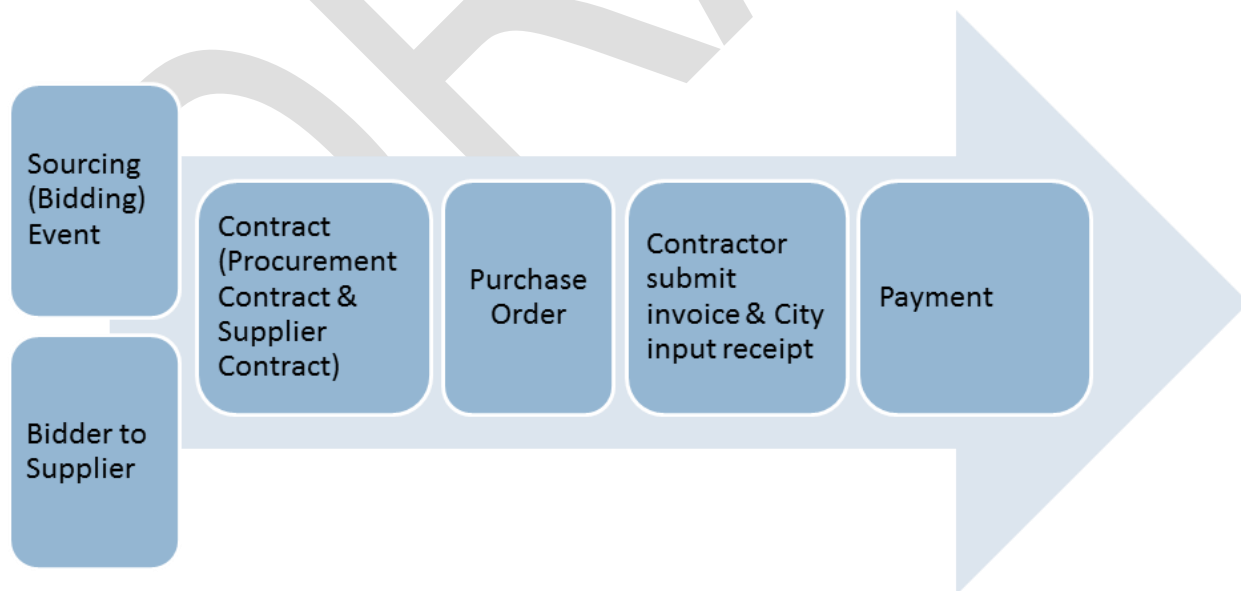 Sourcing
(Bidding)
Event
Bidder to
Supplier
Contract
(Procurement
Contract &
Supplier
Contract)
Purchase
Order
Contractor
submit
invoice & City
input receipt
Payment